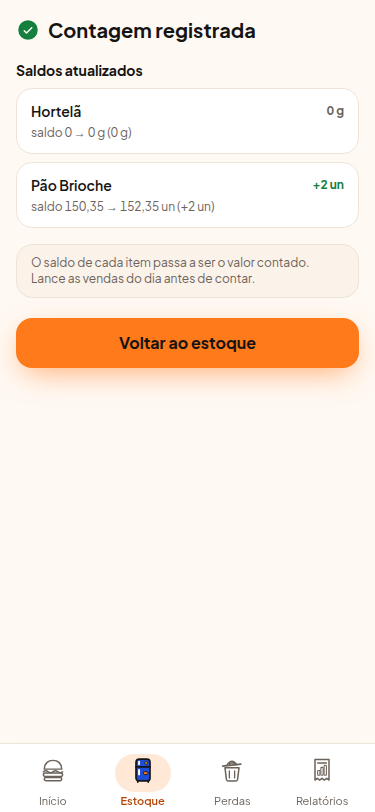 Contagem registrada
Saldos atualizados
Hortelã
0 g
saldo 0 → 0 g (0 g)
Pão Brioche
+2 un
saldo 150,35 → 152,35 un (+2 un)
O saldo de cada item passa a ser o valor contado.
Lance as vendas do dia antes de contar.
Voltar ao estoque
Início
Estoque
Perdas
Relatórios